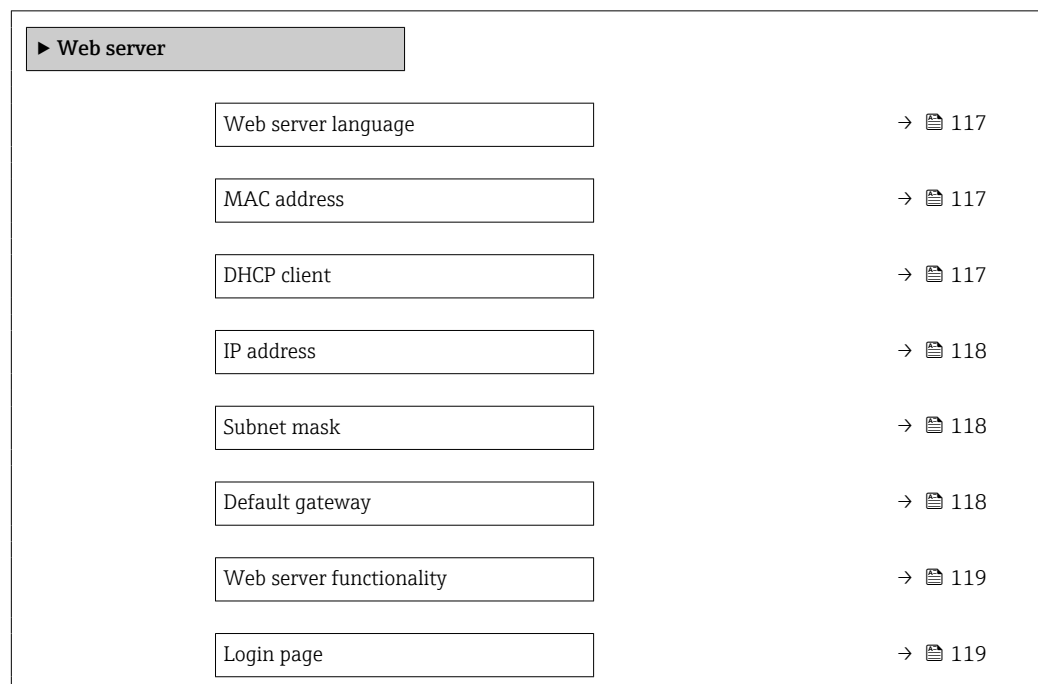 ▶ Web server
Web server language → 🖺 117
MAC address → 🖺 117
DHCP client → 🖺 117
IP address → 🖺 118
Subnet mask → 🖺 118
Default gateway → 🖺 118
Web server functionality → 🖺 119
Login page → 🖺 119